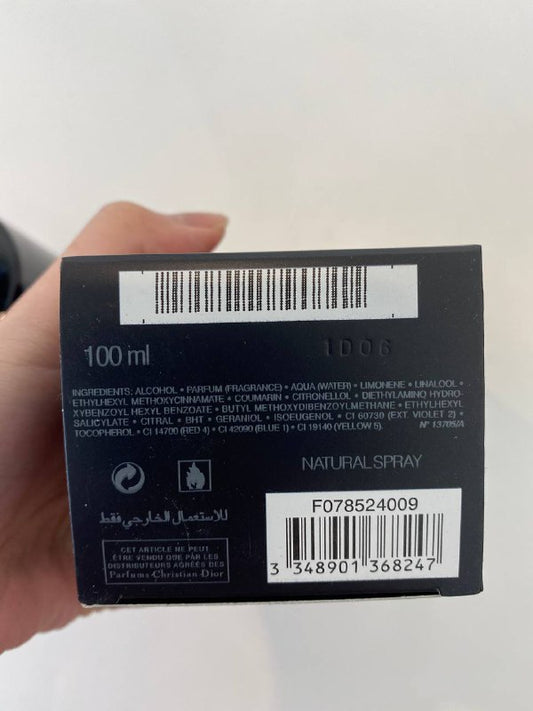 100 ml
1D06
INGREDIENTS: ALCOHOL • PARFUM (FRAGRANCE) • AQUA (WATER) • LIMONENE • LINALOOL •
ETHYLHEXYL METHOXYCINNAMATE • COUMARIN • CITRONELLOL • DIETHYLAMINO HYDRO-
XYBENZOYL HEXYL BENZOATE • BUTYL METHOXYDIBENZOYLMETHANE • ETHYLHEXYL
SALICYLATE • CITRAL • BHT • GERANIOL • ISOEUGENOL • CI 60730 (EXT. VIOLET 2) •
TOCOPHEROL • CI 14700 (RED 4) • CI 42090 (BLUE 1) • CI 19140 (YELLOW 5). N° 13705/A
NATURAL SPRAY
للاستعمال الخارجي فقط
F078524009
3 348901 368247
CET ARTICLE NE PEUT
ÊTRE VENDU QUE PAR LES
DISTRIBUTEURS AGRÉÉS DES
Parfums Christian Dior